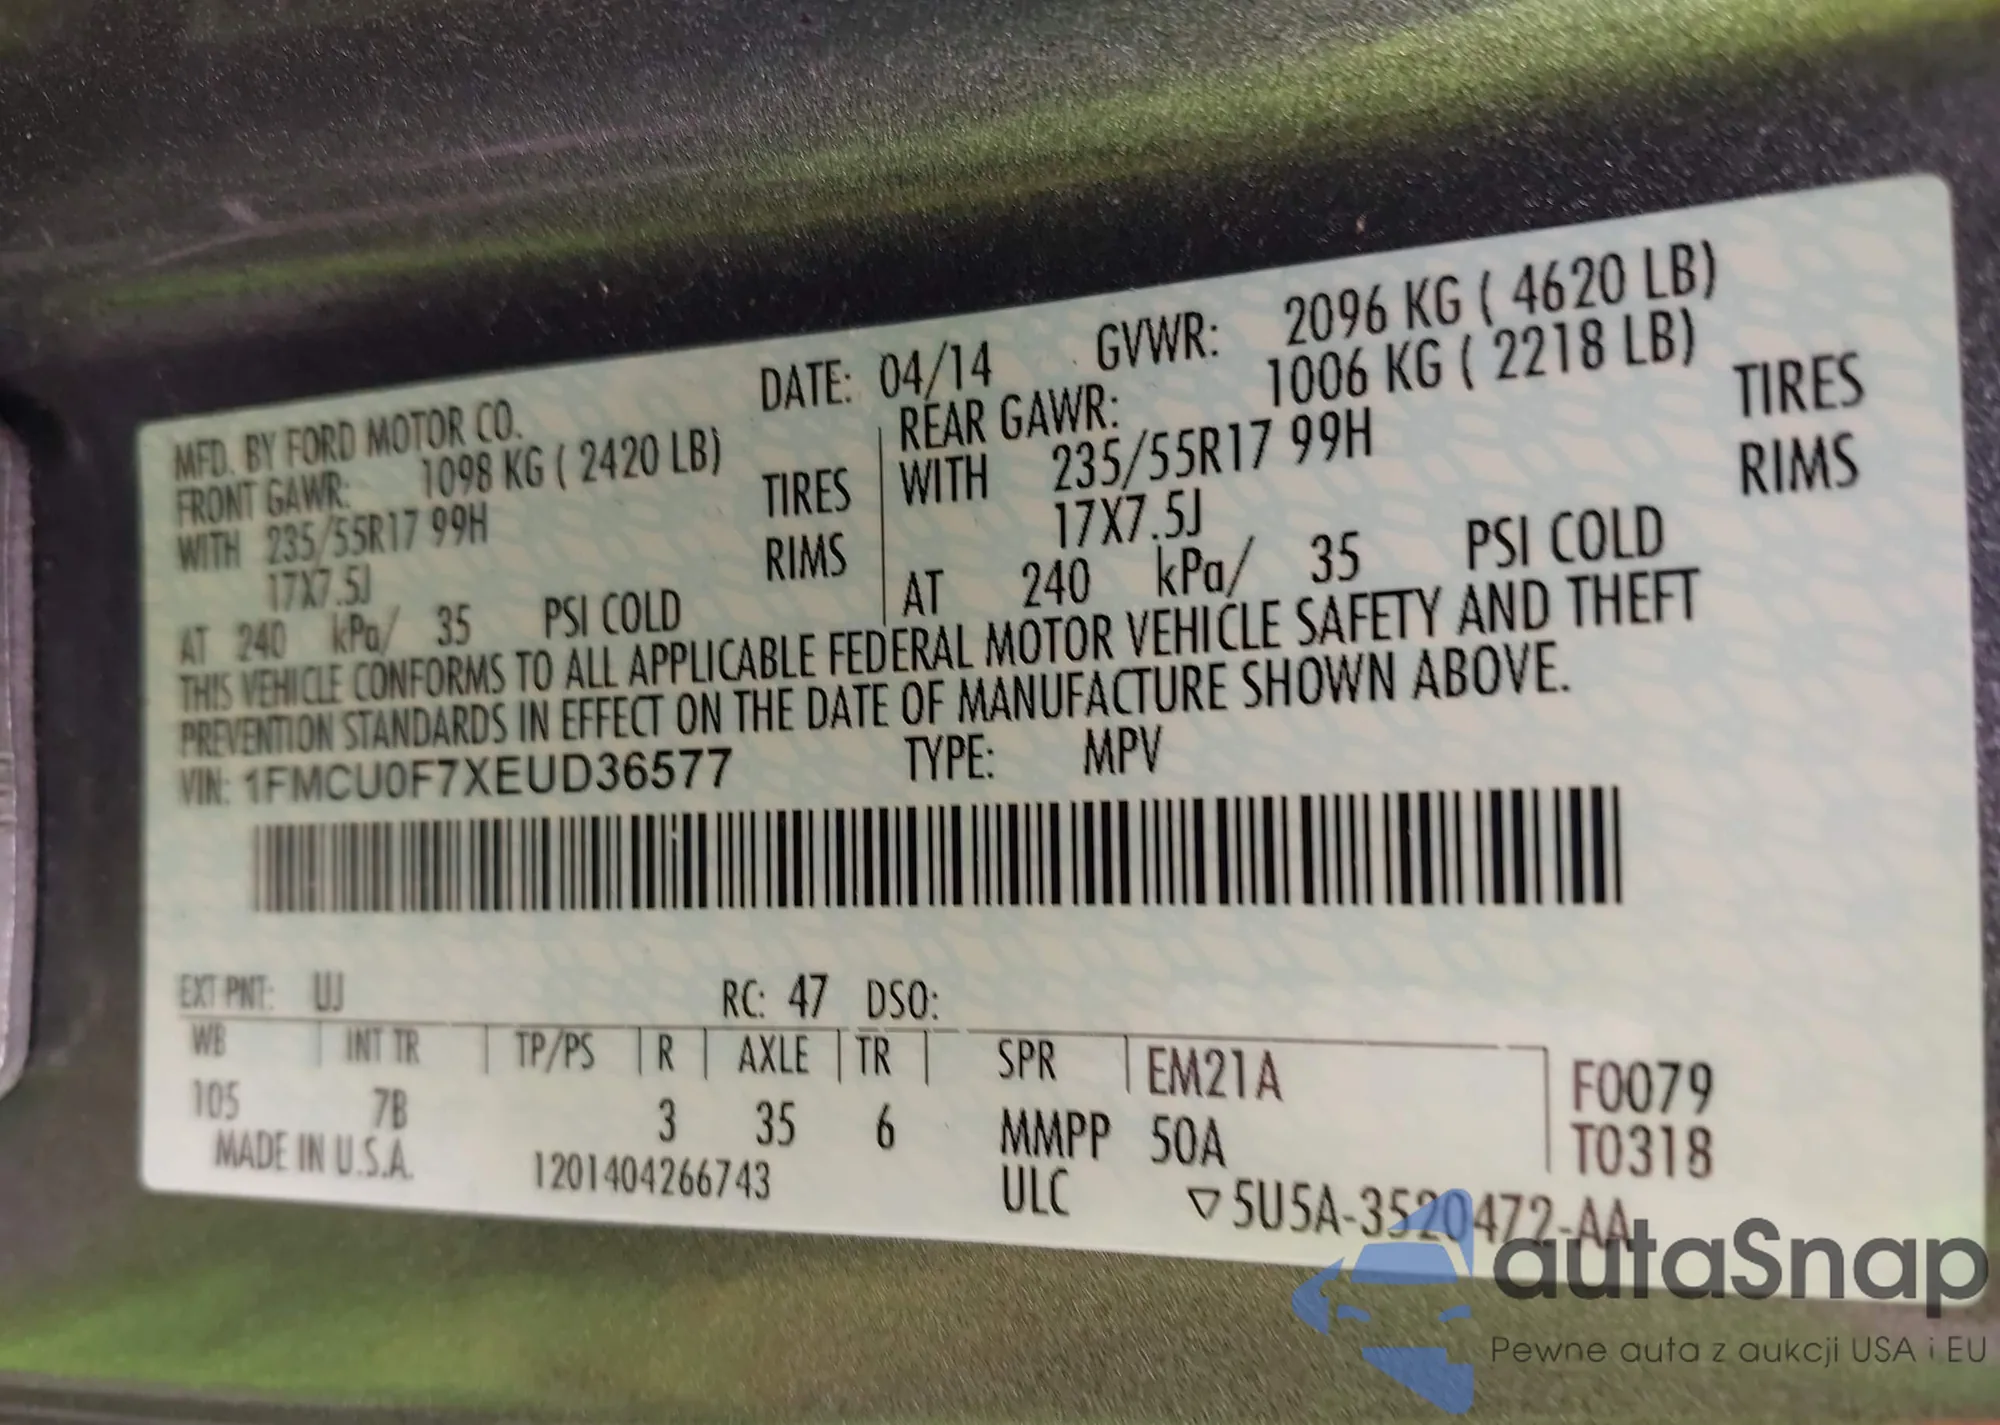 MFD. BY FORD MOTOR CO. DATE: 04/14 GVWR: 2096 KG ( 4620 LB)
FRONT GAWR: 1098 KG ( 2420 LB) REAR GAWR: 1006 KG ( 2218 LB)
WITH 235/55R17 99H TIRES WITH 235/55R17 99H TIRES
17X7.5J RIMS 17X7.5J RIMS
AT 240 kPa/ 35 PSI COLD AT 240 kPa/ 35 PSI COLD
THIS VEHICLE CONFORMS TO ALL APPLICABLE FEDERAL MOTOR VEHICLE SAFETY AND THEFT
PREVENTION STANDARDS IN EFFECT ON THE DATE OF MANUFACTURE SHOWN ABOVE.
VIN: 1FMCU0F7XEUD36577 TYPE: MPV
EXT PNT: UJ RC: 47 DSO:
WB INT TR TP/PS R AXLE TR SPR EM21A F0079
105 7B 3 35 6 MMPP 50A T0318
MADE IN U.S.A. 1201404266743 ULC ▽5U5A-3520472-AA
autaSnap
Pewne auta z aukcji USA i EU